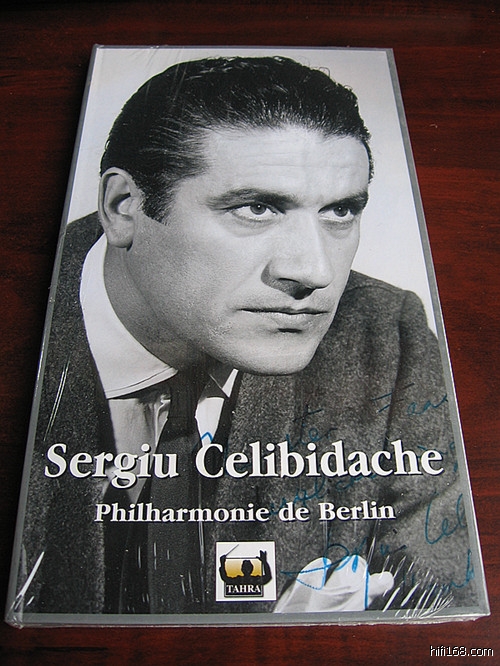 Sergiu Celibidache
Philharmonie de Berlin
TAHRA
hifi168.com